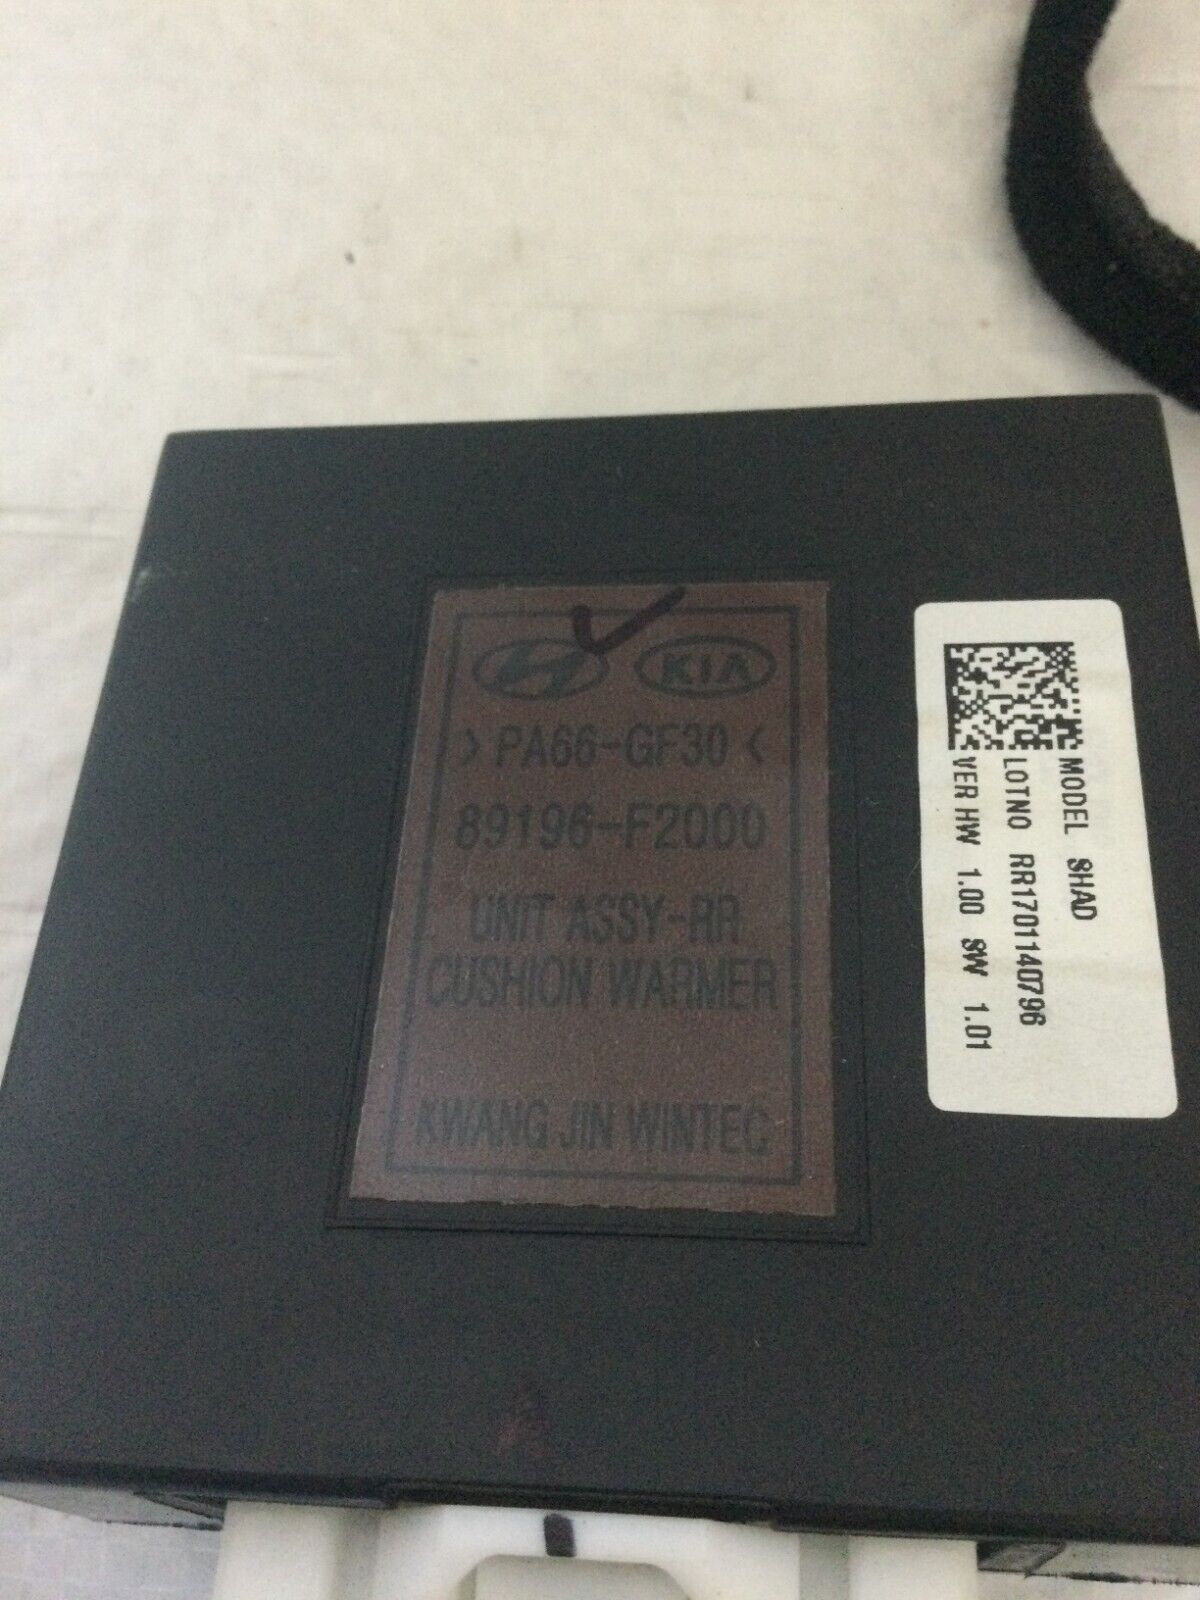 KIA
>PA66-GF30<
89196-F2000
UNIT ASSY-RR
CUSHION WARMER
KWANG JIN WINTEC
MODEL SHAD
LOTNO RR1701140796
VER HW 1.00 SW 1.01